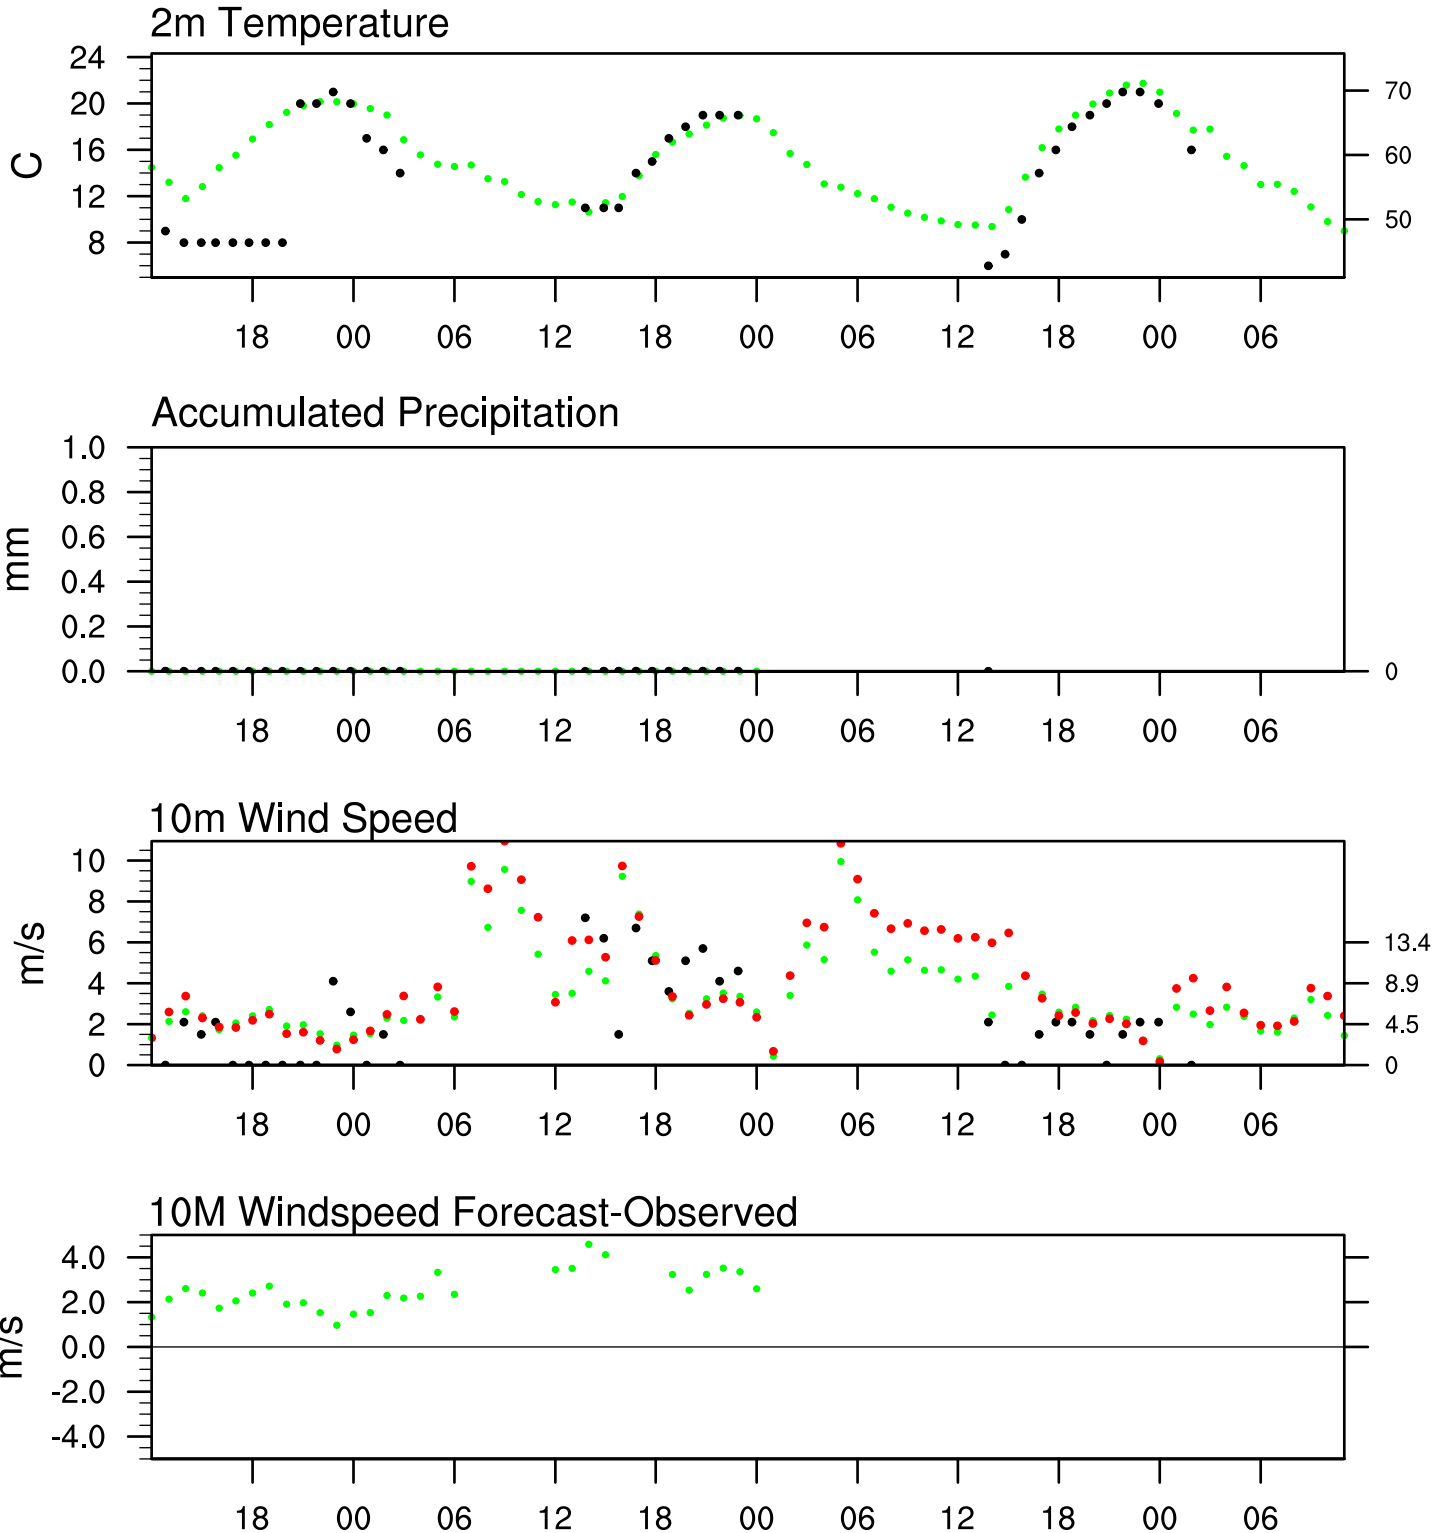 2m Temperature
24
20
16
12
8
C
70
60
50
18 00 06 12 18 00 06 12 18 00 06
Accumulated Precipitation
1.0
0.8
0.6
0.4
0.2
0.0
mm
0
18 00 06 12 18 00 06 12 18 00 06
10m Wind Speed
10
8
6
4
2
0
m/s
13.4
8.9
4.5
0
18 00 06 12 18 00 06 12 18 00 06
10M Windspeed Forecast-Observed
4.0
2.0
0.0
-2.0
-4.0
m/s
18 00 06 12 18 00 06 12 18 00 06